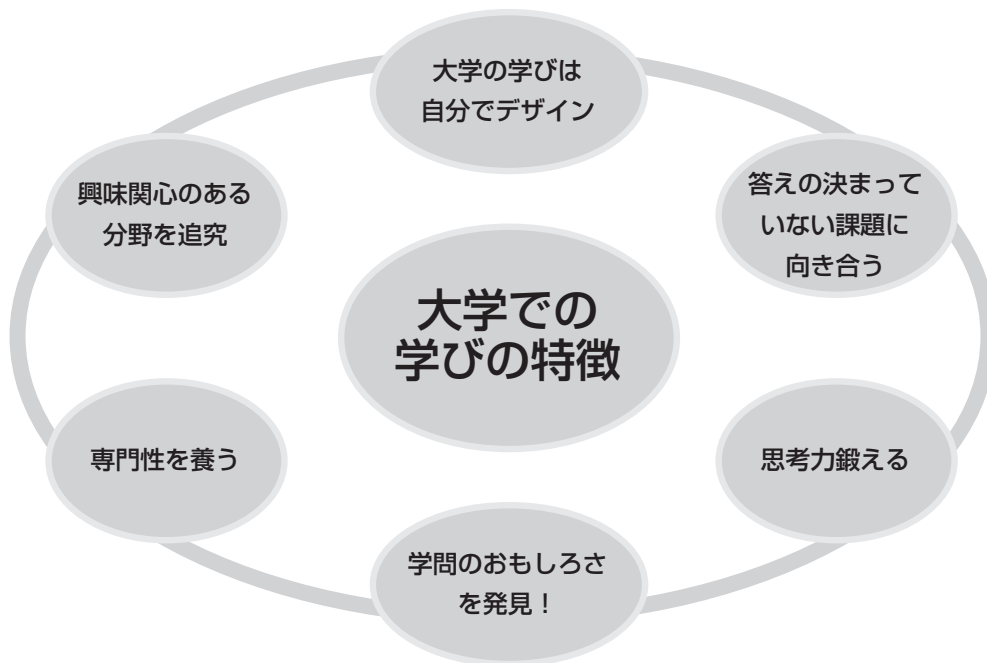 大学の学びは
自分でデザイン
興味関心のある
分野を追究
答えの決まって
いない課題に
向き合う
大学での
学びの特徴
専門性を養う
思考力鍛える
学問のおもしろさ
を発見！